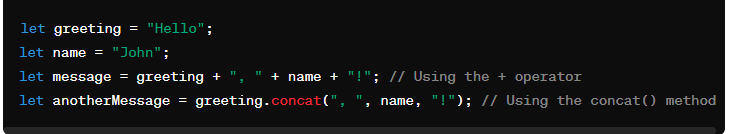 let greeting = "Hello";
let name = "John";
let message = greeting + ", " + name + "!"; // Using the + operator
let anotherMessage = greeting.concat(", ", name, "!"); // Using the concat() method